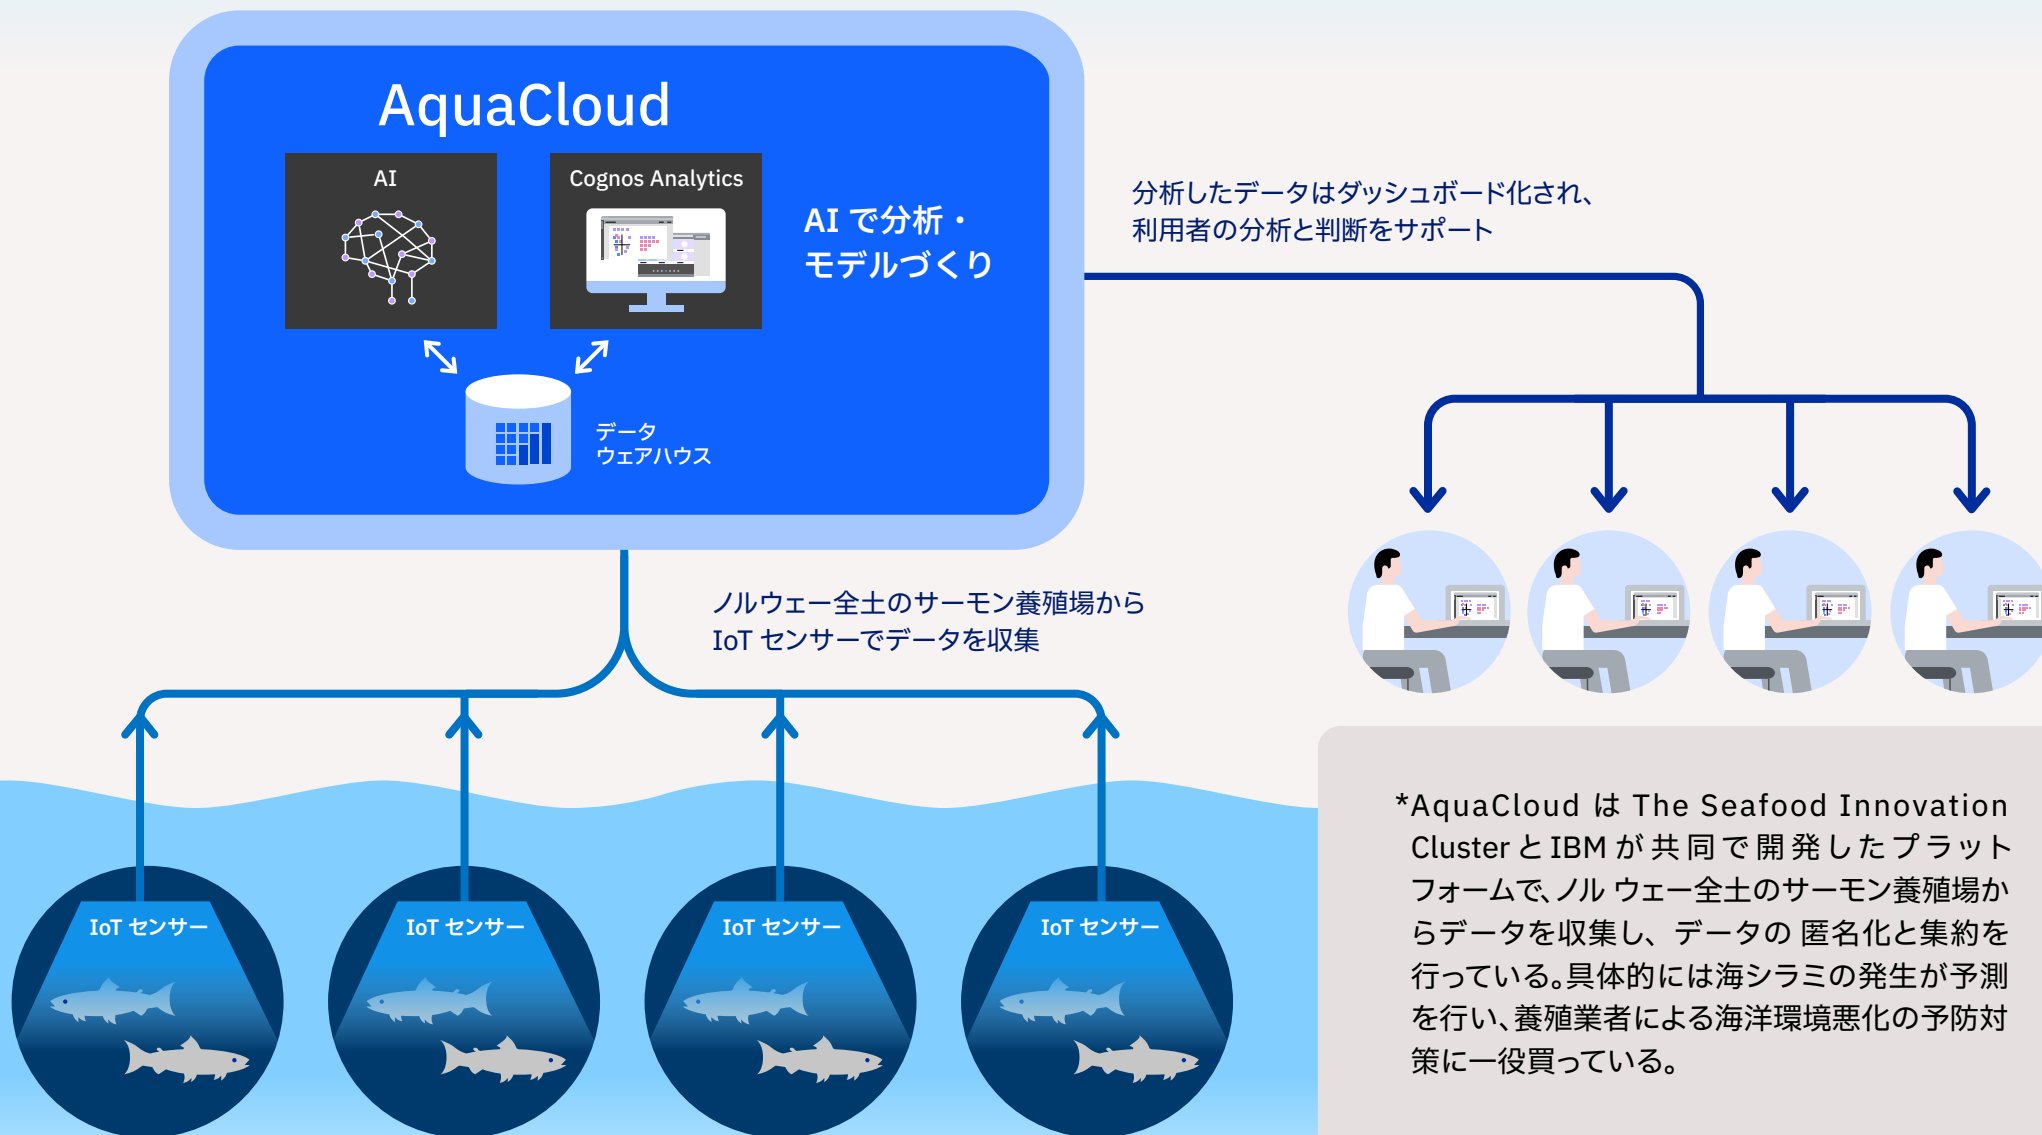 AquaCloud
AI
Cognos Analytics
AI で分析・
モデルづくり
データ
ウェアハウス
分析したデータはダッシュボード化され、
利用者の分析と判断をサポート
ノルウェー全土のサーモン養殖場から
IoT センサーでデータを収集
IoT センサー
IoT センサー
IoT センサー
IoT センサー
*AquaCloud は The Seafood Innovation
Cluster と IBM が共同で開発したプラット
フォームで、ノル ウェー全土のサーモン養殖場か
らデータを収集し、データの 匿名化と集約を
行っている。具体的には海シラミの発生が予測
を行い、養殖業者による海洋環境悪化の予防対
策に一役買っている。